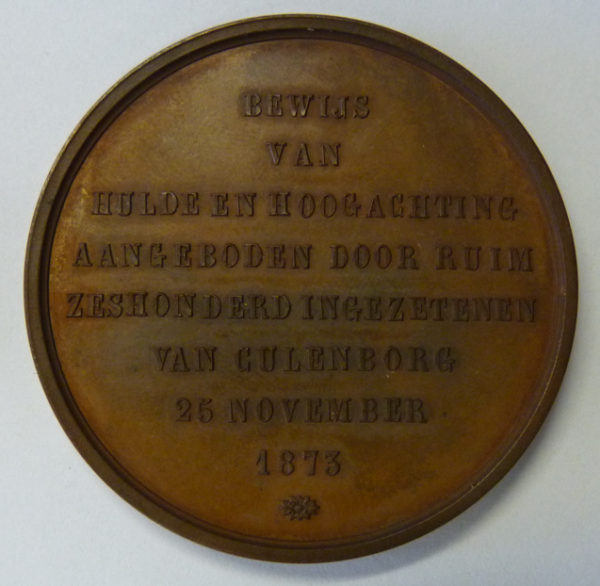 BEWIJS
VAN
HULDE EN HOOGACHTING
AANGEBODEN DOOR RUIM
ZESHONDERD INGEZETENEN
VAN CULENBORG
25 NOVEMBER
1873